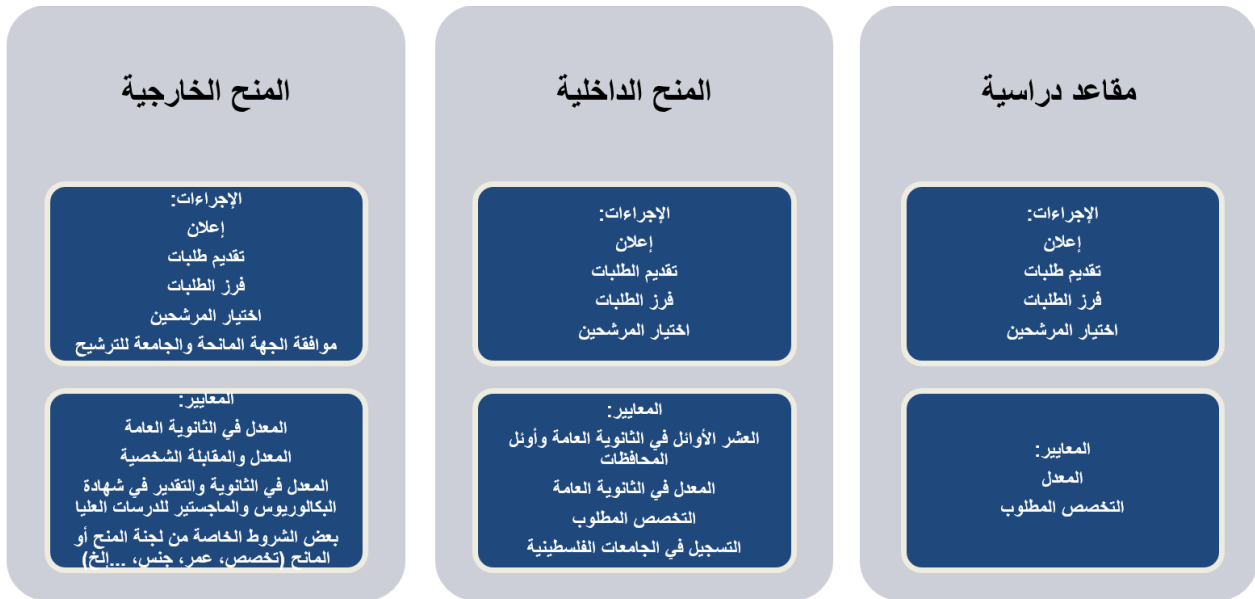 مقاعد دراسية
الإجراءات:
إعلان
تقديم طلبات
فرز الطلبات
اختيار المرشحين
المعايير:
المعدل
التخصص المطلوب
المنح الداخلية
الإجراءات:
إعلان
تقديم الطلبات
فرز الطلبات
اختيار المرشحين
المعايير:
العشر الأوائل في الثانوية العامة وأوئل
المحافظات
المعدل في الثانوية العامة
التخصص المطلوب
التسجيل في الجامعات الفلسطينية
المنح الخارجية
الإجراءات:
إعلان
تقديم طلبات
فرز الطلبات
اختيار المرشحين
موافقة الجهة المانحة والجامعة للترشيح
المعايير:
المعدل في الثانوية العامة
المعدل والمقابلة الشخصية
المعدل في الثانوية والتقدير في شهادة
البكالوريوس والماجستير للدرسات العليا
بعض الشروط الخاصة من لجنة المنح أو
المانح (تخصص، عمر، جنس، ...إلخ)